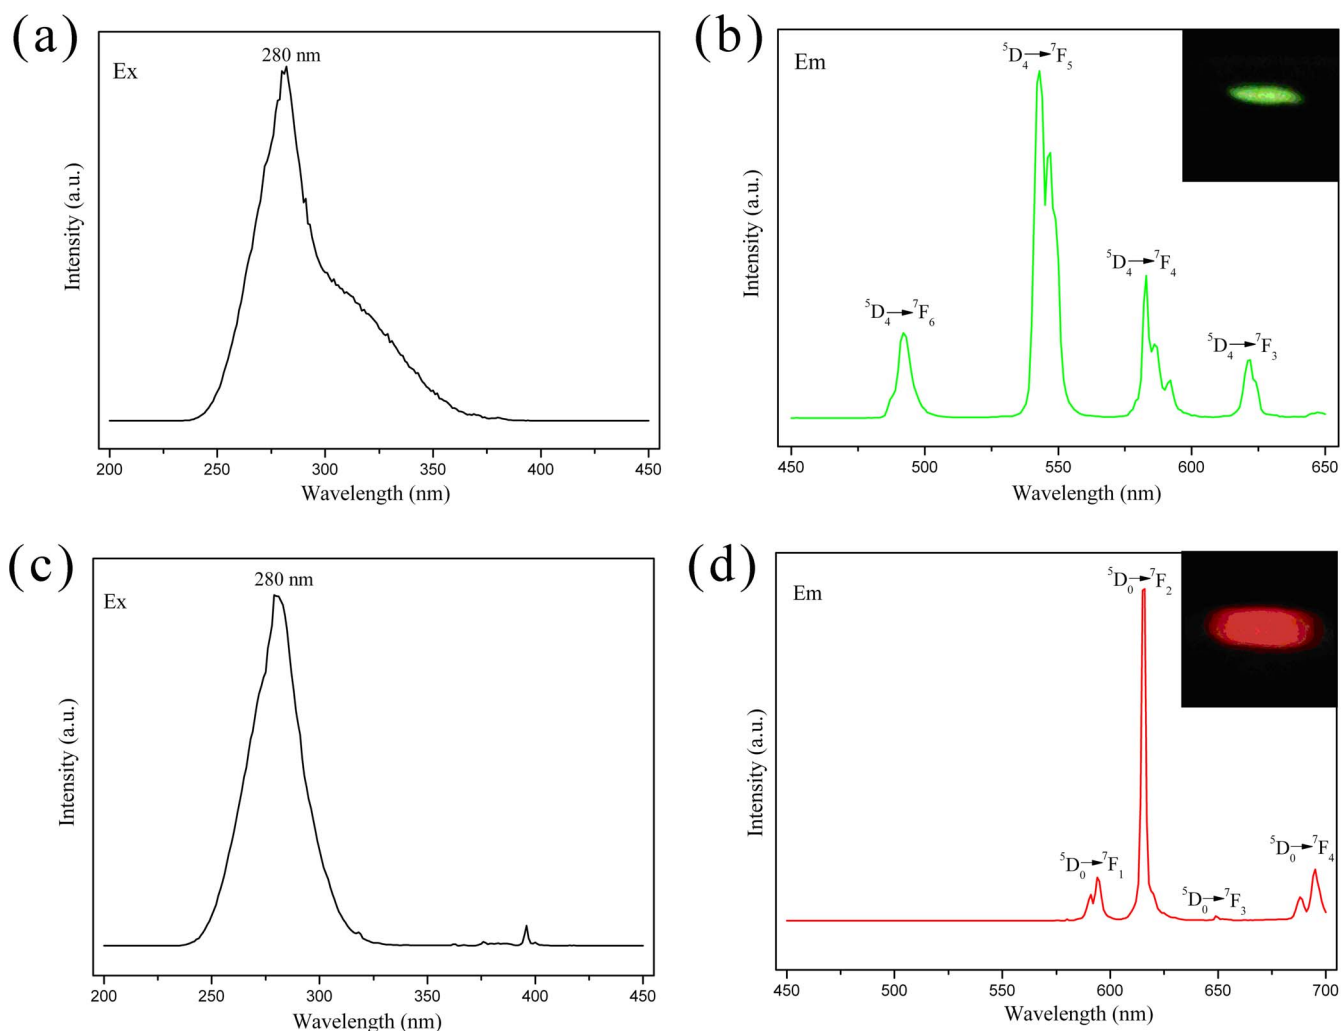 (a)
280 nm
Ex
Intensity (a.u.)
200 250 300 350 400 450
Wavelength (nm)
(b)
⁵D₄→⁷F₅
Em
⁵D₄→⁷F₄
⁵D₄→⁷F₆
⁵D₄→⁷F₃
Intensity (a.u.)
450 500 550 600 650
Wavelength (nm)
(c)
280 nm
Ex
Intensity (a.u.)
200 250 300 350 400 450
Wavelength (nm)
(d)
⁵D₀→⁷F₂
Em
⁵D₀→⁷F₁
⁵D₀→⁷F₄
⁵D₀→⁷F₃
Intensity (a.u.)
450 500 550 600 650 700
Wavelength (nm)